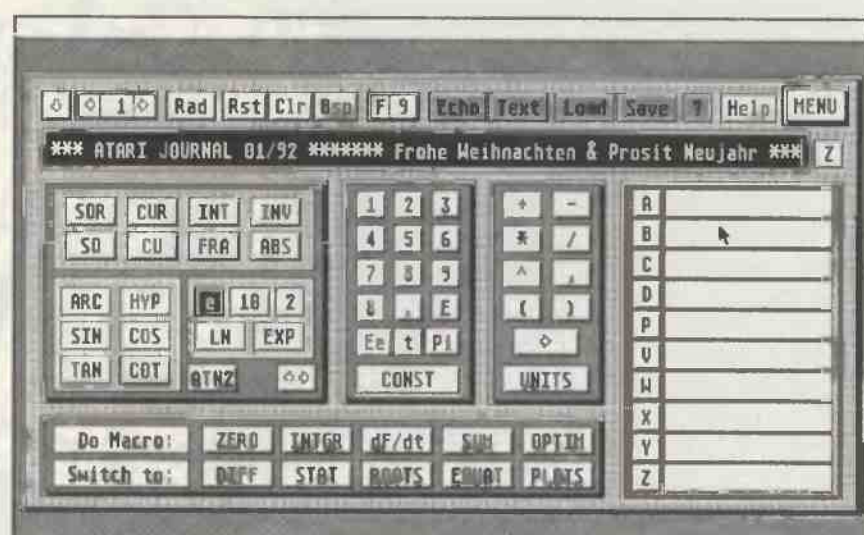 1 Rad Rst Clr Bsp F 9 Echo Text Load Save ? Help MENU
*** ATARI JOURNAL 01/92 ******* Frohe Weihnachten & Prosit Neujahr *** Z
SQR CUR INT INV
SQ CU FRA ABS
ARC HYP e 10 2
SIN COS LN EXP
TAN COT ATN2
1 2 3
4 5 6
7 8 9
0 . E
Ee t Pi
CONST
+ -
* /
^ ,
( )
UNITS
A
B
C
D
P
V
W
X
Y
Z
Do Macro: ZERO INTGR dF/dt SUM OPTIM
Switch to: DIFF STAT ROOTS EQUAT PLOTS